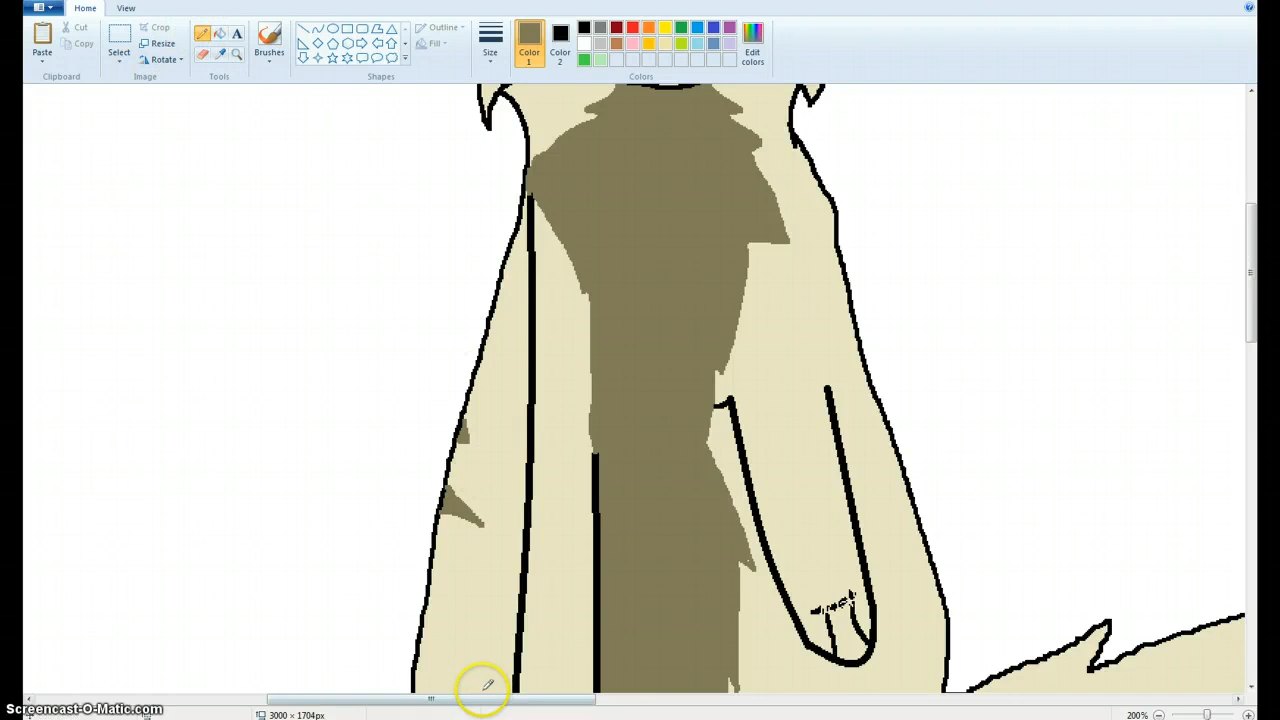 Home View
Paste
Cut
Copy
Clipboard
Select
Crop
Resize
Rotate
Image
A
Tools
Brushes
Outline
Fill
Shapes
Size
Color
1
Color
2
Edit
colors
Colors
Screencast-O-Matic.com
3000 × 1704px
200%